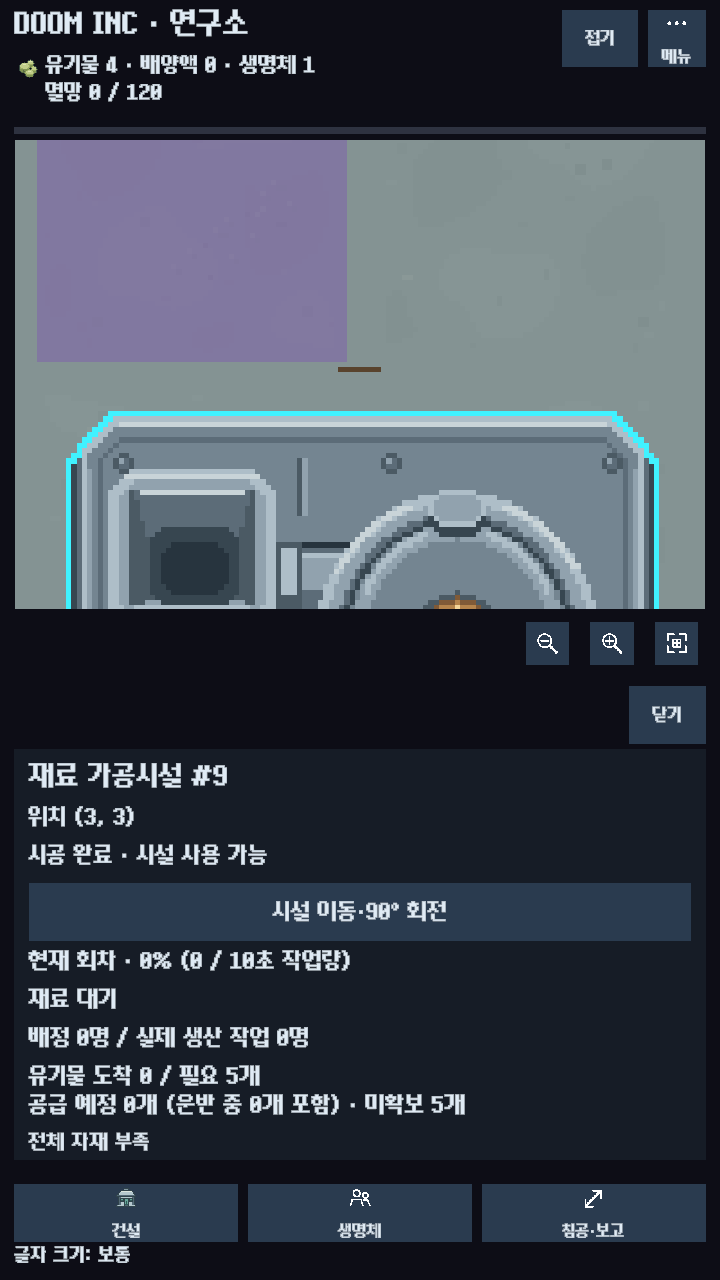 DOOM INC · 연구소
유기물 4 · 배양액 0 · 생명체 1
멸망 0 / 120
접기
메뉴
닫기
재료 가공시설 #9
위치 (3, 3)
시공 완료 · 시설 사용 가능
시설 이동·90° 회전
현재 회차 · 0% (0 / 10초 작업량)
재료 대기
배정 0명 / 실제 생산 작업 0명
유기물 도착 0 / 필요 5개
공급 예정 0개 (운반 중 0개 포함) · 미확보 5개
전체 자재 부족
건설
생명체
침공·보고
글자 크기: 보통